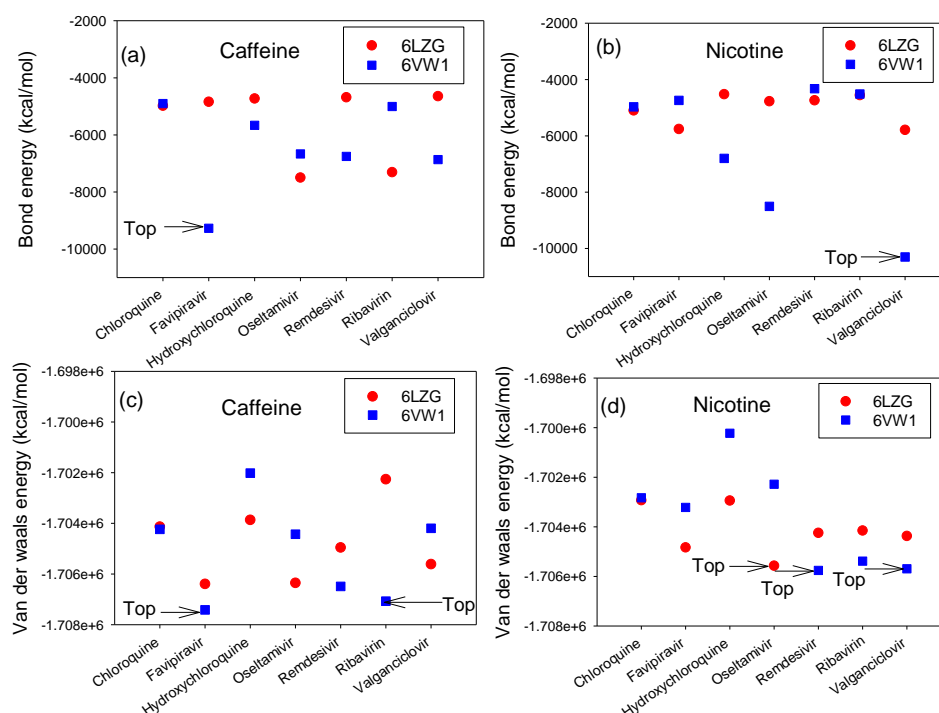 (a)
Caffeine
6LZG
6VW1
Bond energy (kcal/mol)
-2000
-4000
-6000
-8000
-10000
Top
Chloroquine
Favipiravir
Hydroxychloroquine
Oseltamivir
Remdesivir
Ribavirin
Valganciclovir
(b)
Nicotine
6LZG
6VW1
Bond energy (kcal/mol)
-2000
-4000
-6000
-8000
-10000
Top
Chloroquine
Favipiravir
Hydroxychloroquine
Oseltamivir
Remdesivir
Ribavirin
Valganciclovir
(c)
Caffeine
6LZG
6VW1
Van der waals energy (kcal/mol)
-1.698e+6
-1.700e+6
-1.702e+6
-1.704e+6
-1.706e+6
-1.708e+6
Top
Top
Chloroquine
Favipiravir
Hydroxychloroquine
Oseltamivir
Remdesivir
Ribavirin
Valganciclovir
(d)
Nicotine
6LZG
6VW1
Van der waals energy (kcal/mol)
-1.698e+6
-1.700e+6
-1.702e+6
-1.704e+6
-1.706e+6
-1.708e+6
Top
Top
Top
Chloroquine
Favipiravir
Hydroxychloroquine
Oseltamivir
Remdesivir
Ribavirin
Valganciclovir